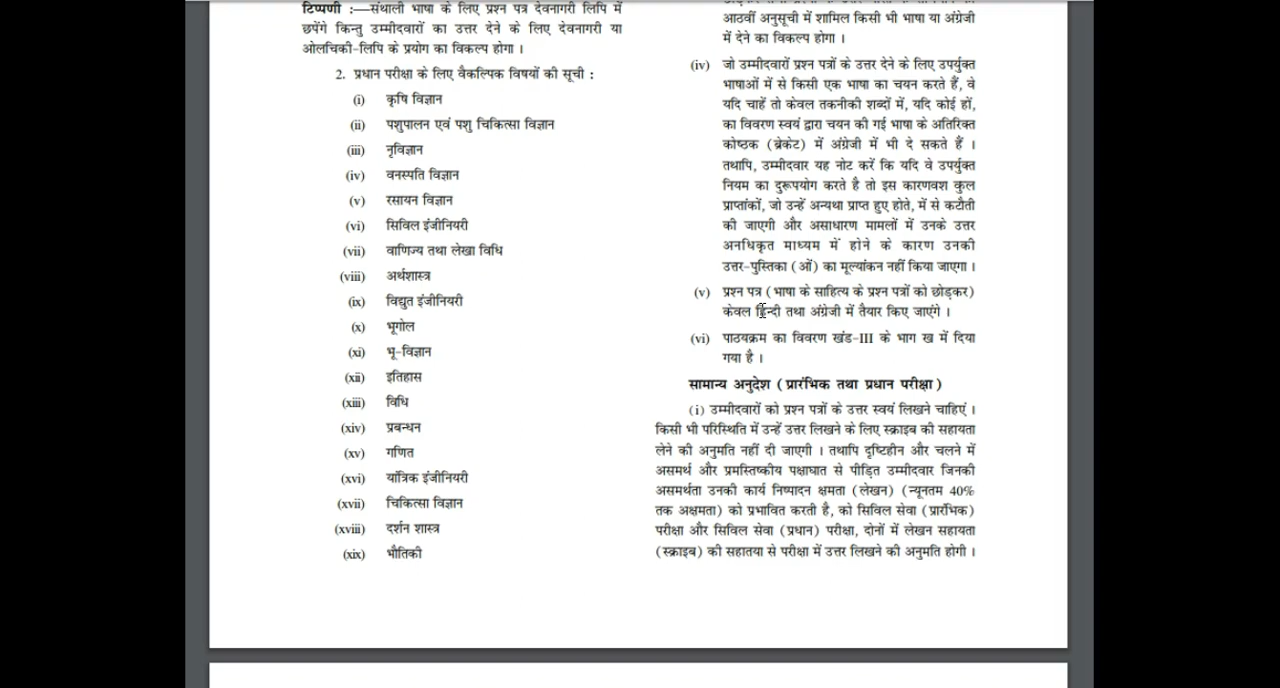 टिप्पणी :—संथाली भाषा के लिए प्रश्न पत्र देवनागरी लिपि में
छपेंगे किन्तु उम्मीदवारों का उत्तर देने के लिए देवनागरी या
ओलचिकी-लिपि के प्रयोग का विकल्प होगा ।
2. प्रधान परीक्षा के लिए वैकल्पिक विषयों की सूची :
(i) कृषि विज्ञान
(ii) पशुपालन एवं पशु चिकित्सा विज्ञान
(iii) नृविज्ञान
(iv) वनस्पति विज्ञान
(v) रसायन विज्ञान
(vi) सिविल इंजीनियरी
(vii) वाणिज्य तथा लेखा विधि
(viii) अर्थशास्त्र
(ix) विद्युत इंजीनियरी
(x) भूगोल
(xi) भू-विज्ञान
(xii) इतिहास
(xiii) विधि
(xiv) प्रबन्धन
(xv) गणित
(xvi) यांत्रिक इंजीनियरी
(xvii) चिकित्सा विज्ञान
(xviii) दर्शन शास्त्र
(xix) भौतिकी
आठवीं अनुसूची में शामिल किसी भी भाषा या अंग्रेजी
में देने का विकल्प होगा ।
(iv) जो उम्मीदवारों प्रश्न पत्रों के उत्तर देने के लिए उपर्युक्त
भाषाओं में से किसी एक भाषा का चयन करते हैं, वे
यदि चाहें तो केवल तकनीकी शब्दों में, यदि कोई हों,
का विवरण स्वयं द्वारा चयन की गई भाषा के अतिरिक्त
कोष्ठक (ब्रेकेट) में अंग्रेजी में भी दे सकते हैं ।
तथापि, उम्मीदवार यह नोट करें कि यदि वे उपर्युक्त
नियम का दुरूपयोग करते है तो इस कारणवश कुल
प्राप्तांकों, जो उन्हें अन्यथा प्राप्त हुए होते, में से कटौती
की जाएगी और असाधारण मामलों में उनके उत्तर
अनधिकृत माध्यम में होने के कारण उनकी
उत्तर-पुस्तिका (ओं) का मूल्यांकन नहीं किया जाएगा ।
(v) प्रश्न पत्र (भाषा के साहित्य के प्रश्न पत्रों को छोड़कर)
केवल हिन्दी तथा अंग्रेजी में तैयार किए जाएंगे ।
(vi) पाठयक्रम का विवरण खंड-III के भाग ख में दिया
गया है ।
सामान्य अनुदेश (प्रारंभिक तथा प्रधान परीक्षा)
(i) उम्मीदवारों को प्रश्न पत्रों के उत्तर स्वयं लिखने चाहिएं ।
किसी भी परिस्थिति में उन्हें उत्तर लिखने के लिए स्क्राइब की सहायता
लेने की अनुमति नहीं दी जाएगी । तथापि दृष्टिहीन और चलने में
असमर्थ और प्रमस्तिष्कीय पक्षाघात से पीड़ित उम्मीदवार जिनकी
असमर्थता उनकी कार्य निष्पादन क्षमता (लेखन) (न्यूनतम 40%
तक अक्षमता) को प्रभावित करती है, को सिविल सेवा (प्रारंभिक)
परीक्षा और सिविल सेवा (प्रधान) परीक्षा, दोनों में लेखन सहायता
(स्क्राइब) की सहातया से परीक्षा में उत्तर लिखने की अनुमति होगी ।